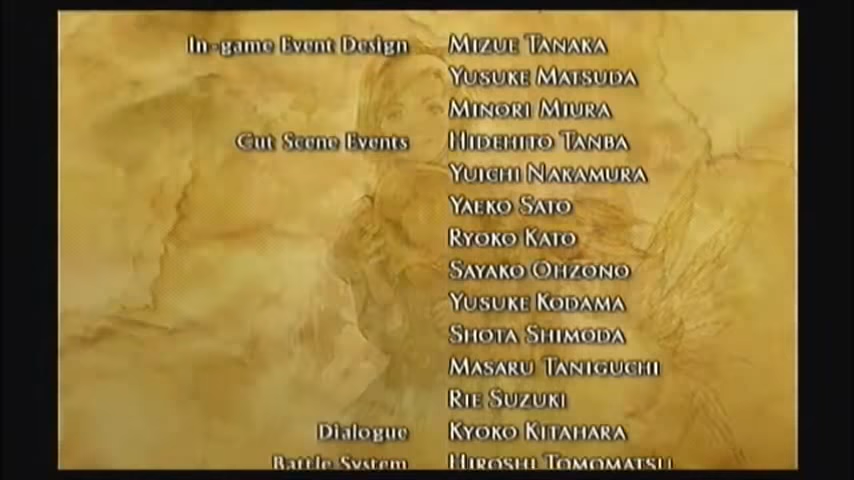 In-game Event Design MIZUE TANAKA
YUSUKE MATSUDA
MINORI MIURA
Cut Scene Events HIDEHITO TANBA
YUICHI NAKAMURA
YAEKO SATO
RYOKO KATO
SAYAKO OHZONO
YUSUKE KODAMA
SHOTA SHIMODA
MASARU TANIGUCHI
RIE SUZUKI
Dialogue KYOKO KITAHARA
Battle System HIROSHI TOMOMATSU